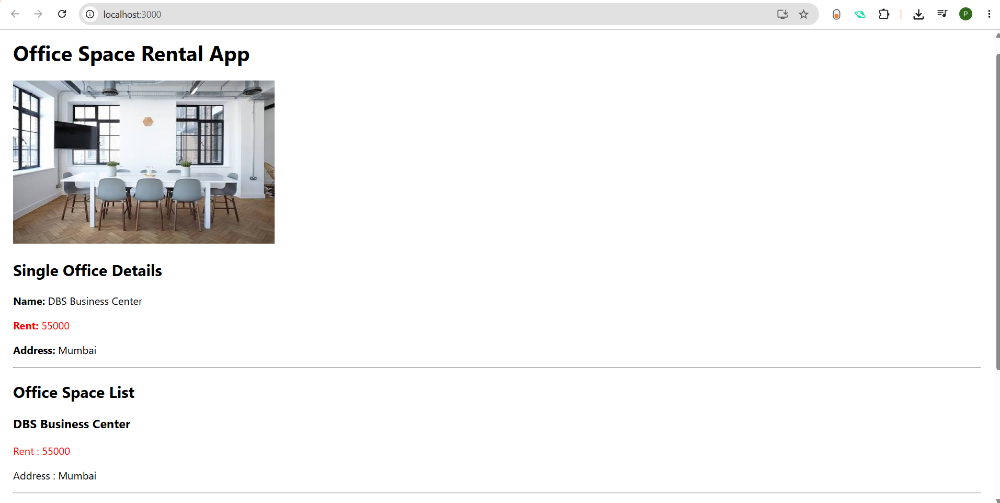 localhost:3000
P
Office Space Rental App
Single Office Details
Name: DBS Business Center
Rent: 55000
Address: Mumbai
Office Space List
DBS Business Center
Rent : 55000
Address : Mumbai